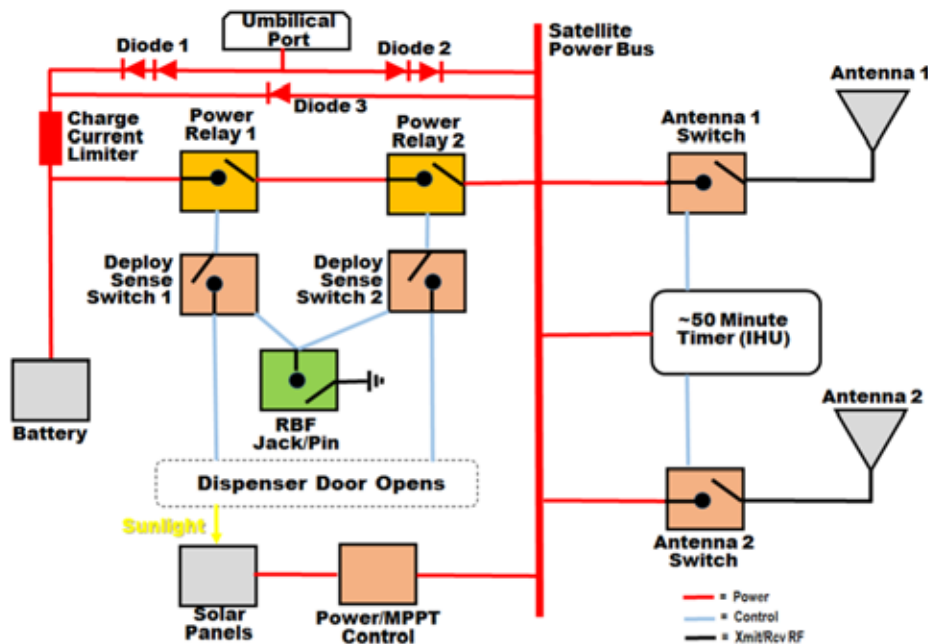 Umbilical
Port
Satellite
Power Bus
Diode 1
Diode 2
Antenna 1
Diode 3
Charge
Current
Limiter
Power
Relay 1
Power
Relay 2
Antenna 1
Switch
Deploy
Sense
Switch 1
Deploy
Sense
Switch 2
~50 Minute
Timer (IHU)
RBF
Jack/Pin
Battery
Antenna 2
Dispenser Door Opens
Sunlight
Antenna 2
Switch
Solar
Panels
Power/MPPT
Control
= Power
= Control
= Xmit/Rcv RF